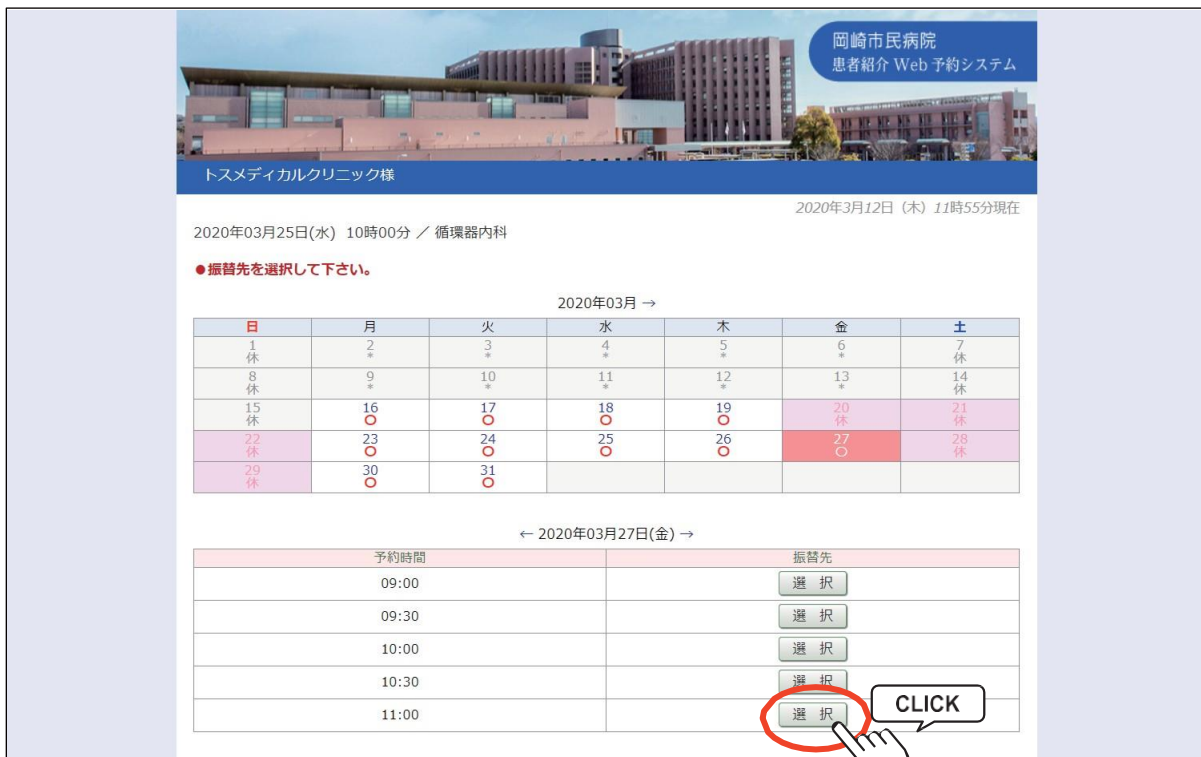 岡崎市民病院
患者紹介 Web 予約システム
トスメディカルクリニック様
2020年3月12日（木）11時55分現在
2020年03月25日(水) 10時00分 ／ 循環器内科
●振替先を選択して下さい。
2020年03月 →
日 月 火 水 木 金 土
1 2 3 4 5 6 7
休 * * * * * 休
8 9 10 11 12 13 14
休 * * * * * 休
15 16 17 18 19 20 21
休 ○ ○ ○ ○ 休 休
22 23 24 25 26 27 28
休 ○ ○ ○ ○ ○ 休
29 30 31
休 ○ ○
← 2020年03月27日(金) →
予約時間 振替先
09:00 選 択
09:30 選 択
10:00 選 択
10:30 選 択
11:00 選 択
CLICK